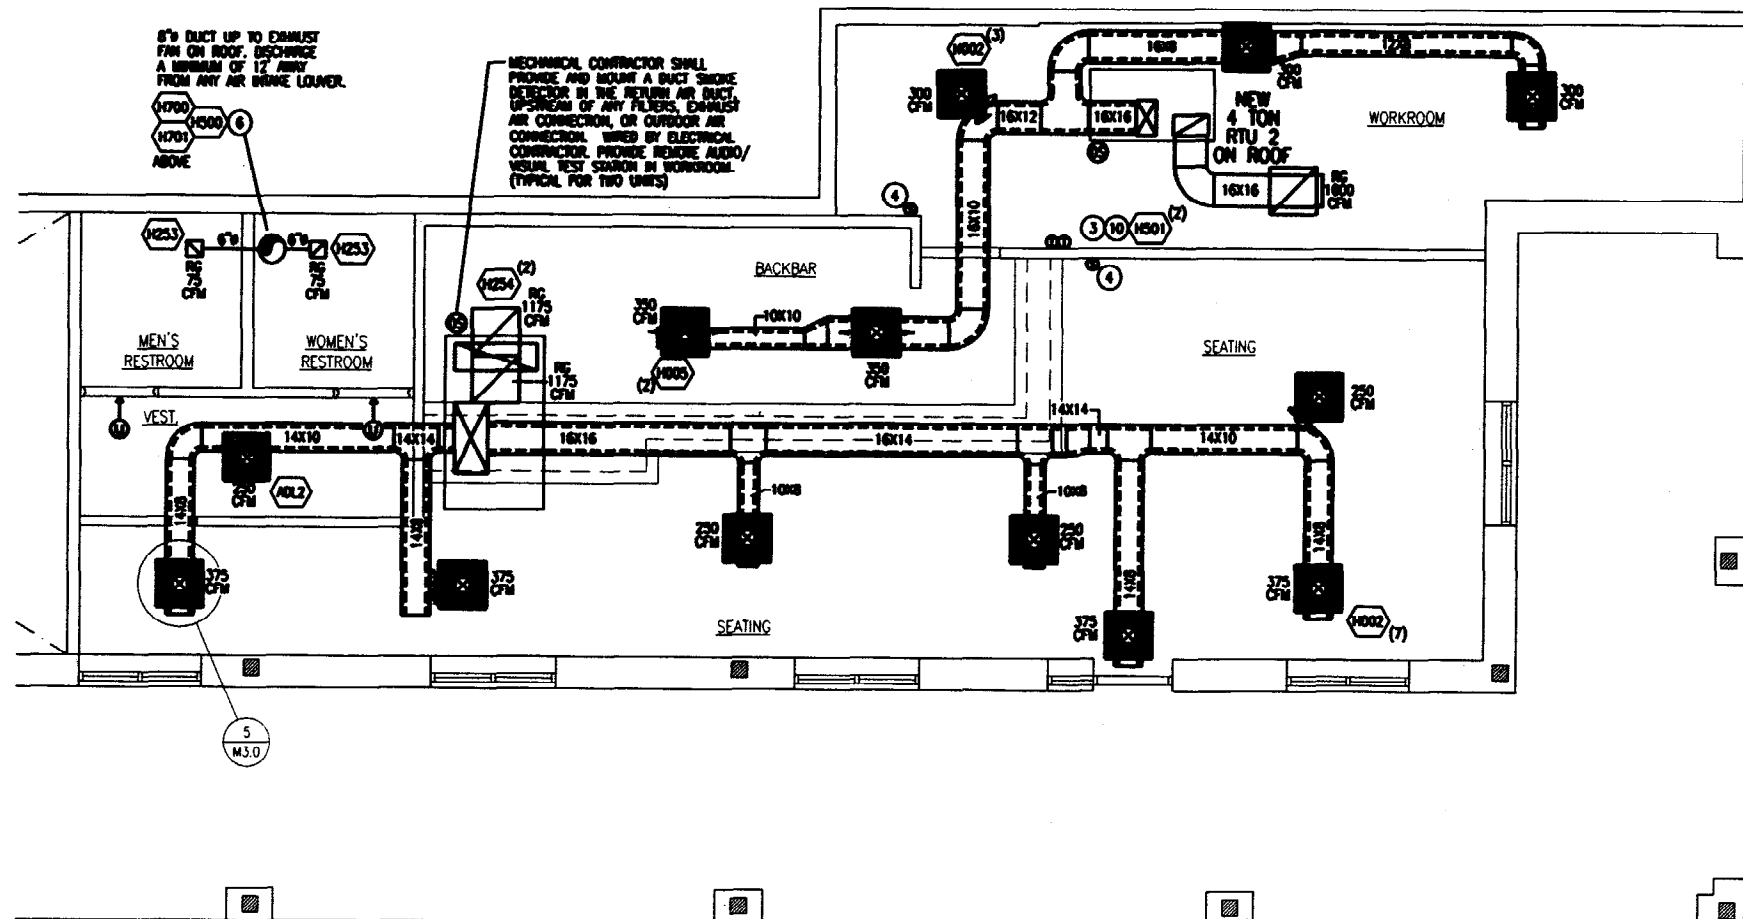 8"ø DUCT UP TO EXHAUST
FAN ON ROOF. DISCHARGE
A MINIMUM OF 12' AWAY
FROM ANY AIR INTAKE LOUVER.
H700
H500
6
H701
ABOVE
MECHANICAL CONTRACTOR SHALL
PROVIDE AND MOUNT A DUCT SMOKE
DETECTOR IN THE RETURN AIR DUCT,
UPSTREAM OF ANY FILTERS, EXHAUST
AIR CONNECTION, OR OUTDOOR AIR
CONNECTION. WIRED BY ELECTRICAL
CONTRACTOR. PROVIDE REMOTE AUDIO/
VISUAL TEST STATION IN WORKROOM.
(TYPICAL FOR TWO UNITS)
H002
(3)
300
CFM
16X12
16X8
16X16
300
CFM
NEW
4 TON
RTU 2
ON ROOF
300
CFM
WORKROOM
16X16
RG
1600
CFM
4
16X10
3
10
H501
(2)
4
H253
6"ø
6"ø
H253
RG
75
CFM
RG
75
CFM
MEN'S
RESTROOM
WOMEN'S
RESTROOM
VEST.
H254
(2)
RG
1175
CFM
DS
RG
1175
CFM
BACKBAR
350
CFM
10X10
350
CFM
H005
(2)
SEATING
250
CFM
14X10
14X14
16X16
16X14
14X14
14X10
CFM
ADL2
14X8
14X8
10X8
10X8
14X8
14X8
250
CFM
250
CFM
375
CFM
375
CFM
375
CFM
375
CFM
H002
(7)
SEATING
5
M3.0